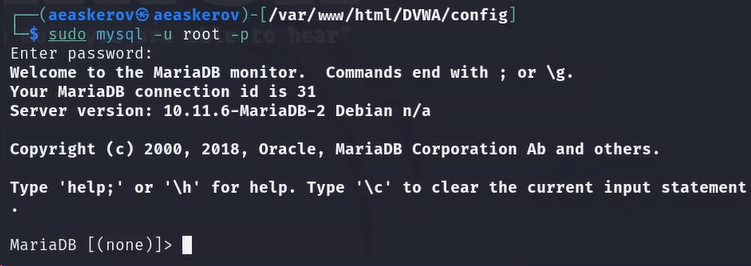 ┌──(aeaskerov㉿aeaskerov)-[/var/www/html/DVWA/config]
└─$ sudo mysql -u root -p
Enter password:
Welcome to the MariaDB monitor.  Commands end with ; or \g.
Your MariaDB connection id is 31
Server version: 10.11.6-MariaDB-2 Debian n/a

Copyright (c) 2000, 2018, Oracle, MariaDB Corporation Ab and others.

Type 'help;' or '\h' for help. Type '\c' to clear the current input statement
.

MariaDB [(none)]>